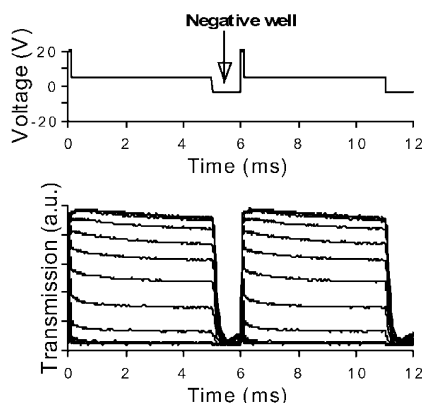 Negative well
Voltage (V)
20
0
-20
0 2 4 6 8 10 12
Time (ms)
Transmission (a.u.)
0 2 4 6 8 10 12
Time (ms)